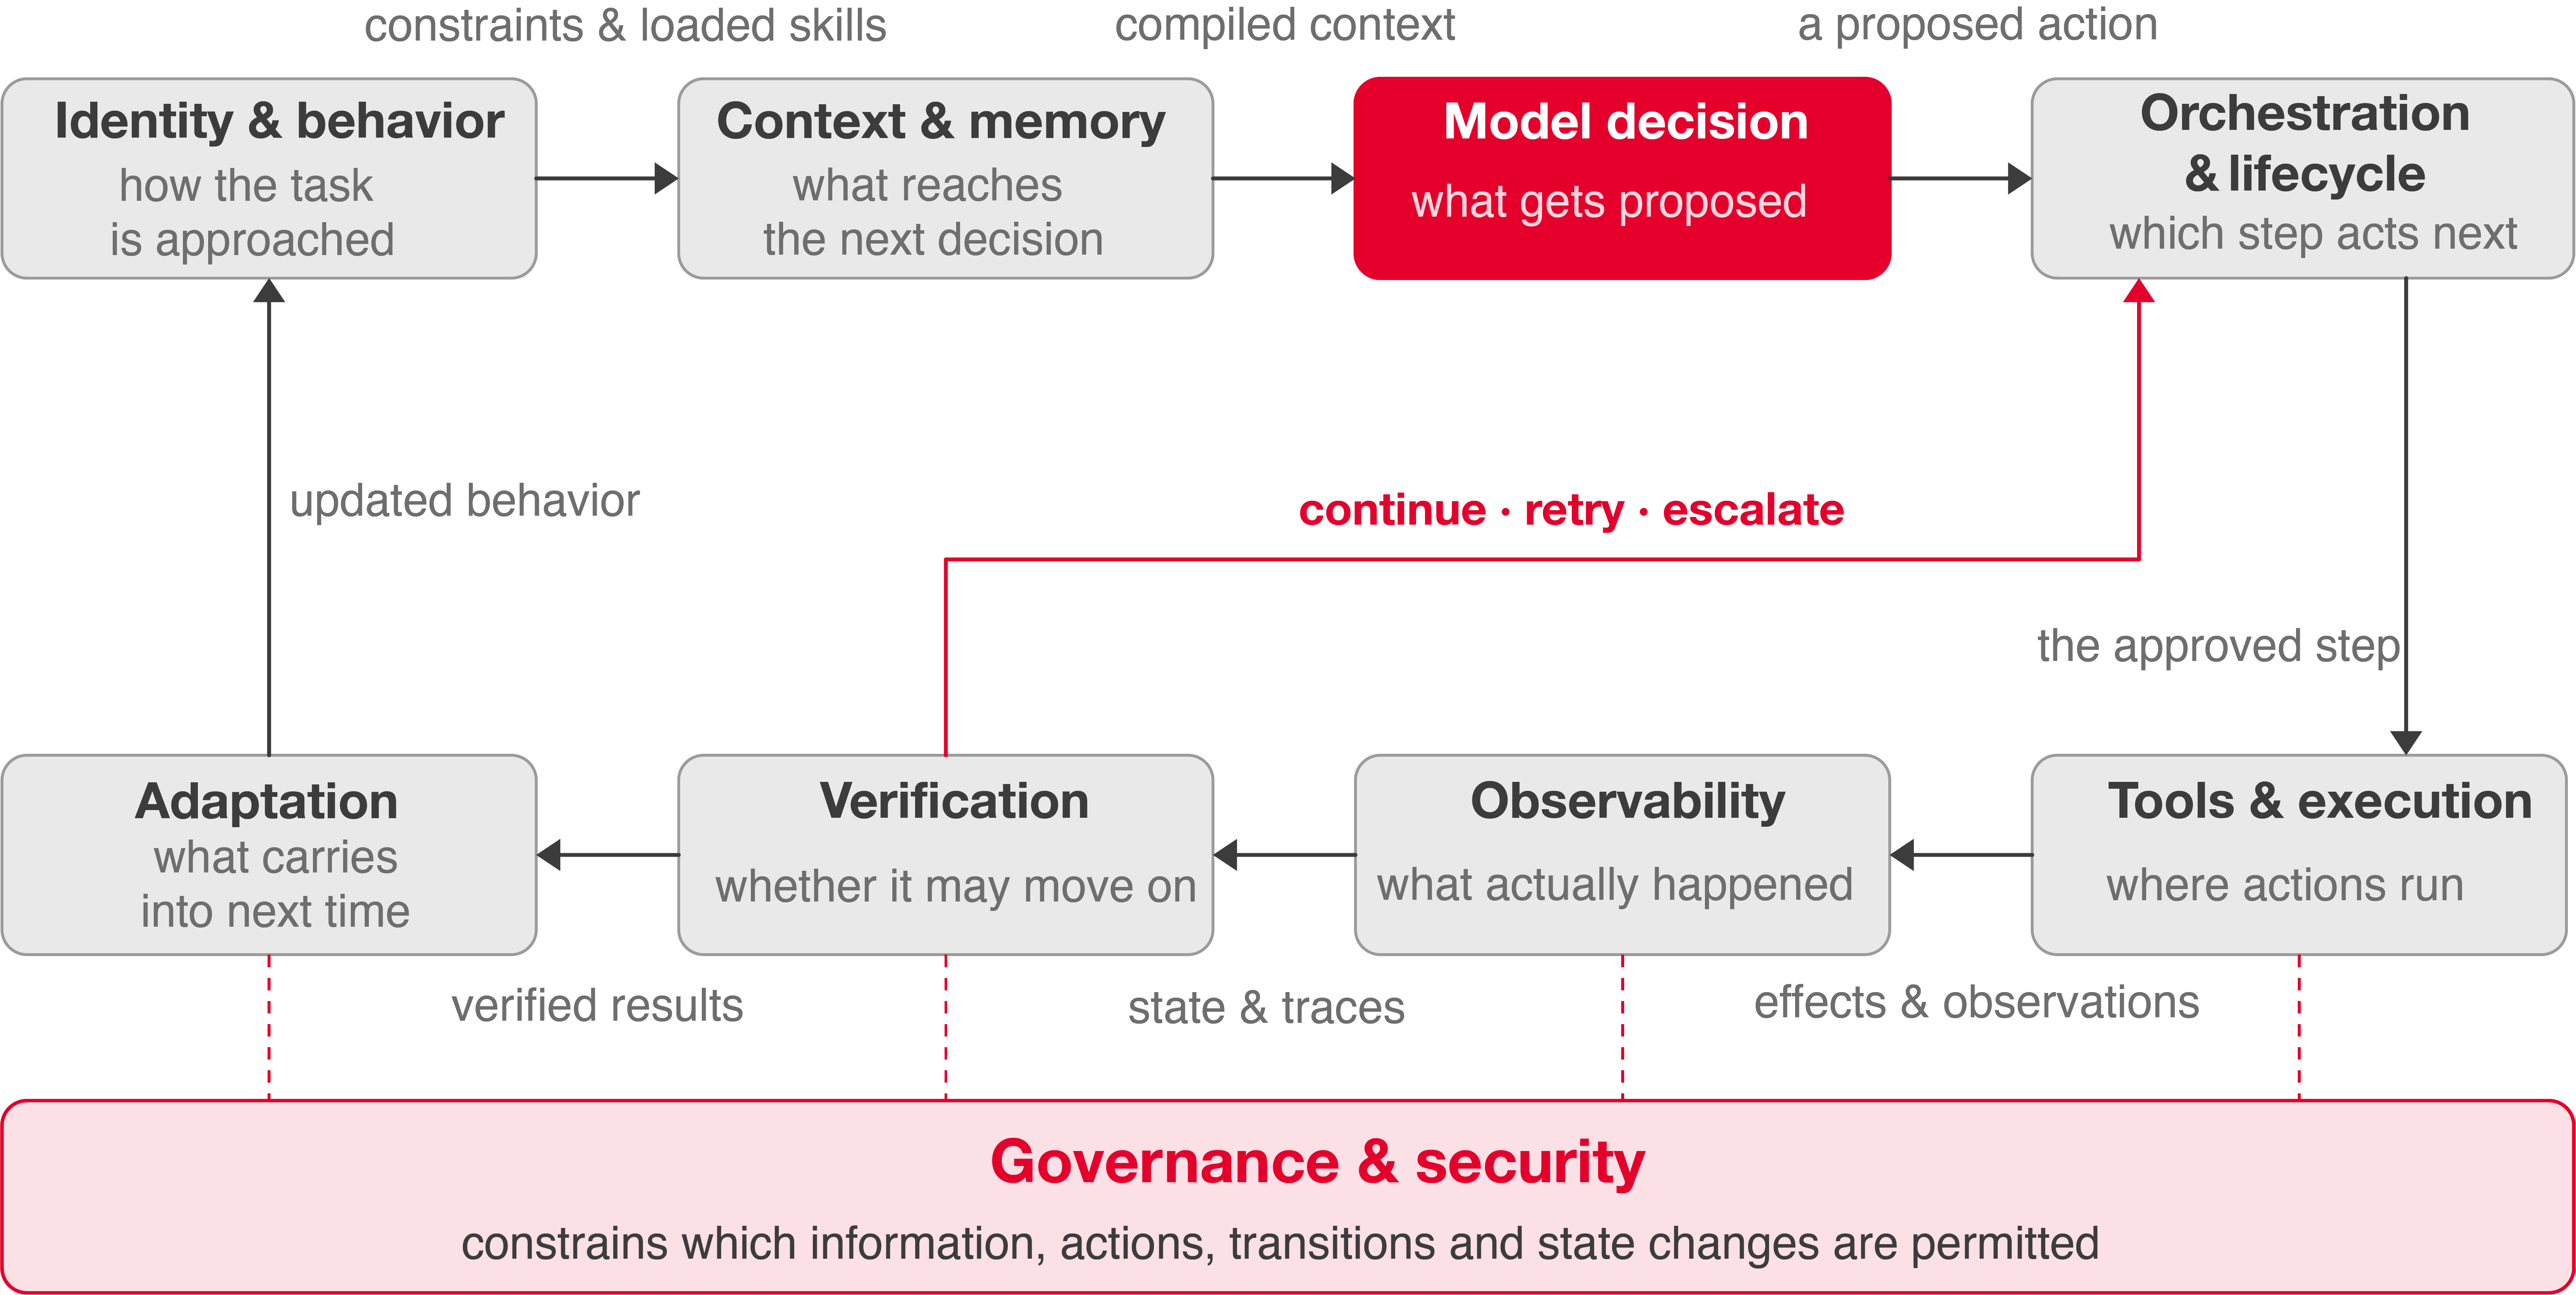 constraints & loaded skills
compiled context
a proposed action
Identity & behavior
how the task
is approached
Context & memory
what reaches
the next decision
Model decision
what gets proposed
Orchestration
& lifecycle
which step acts next
updated behavior
continue · retry · escalate
the approved step
Adaptation
what carries
into next time
Verification
whether it may move on
Observability
what actually happened
Tools & execution
where actions run
verified results
state & traces
effects & observations
Governance & security
constrains which information, actions, transitions and state changes are permitted